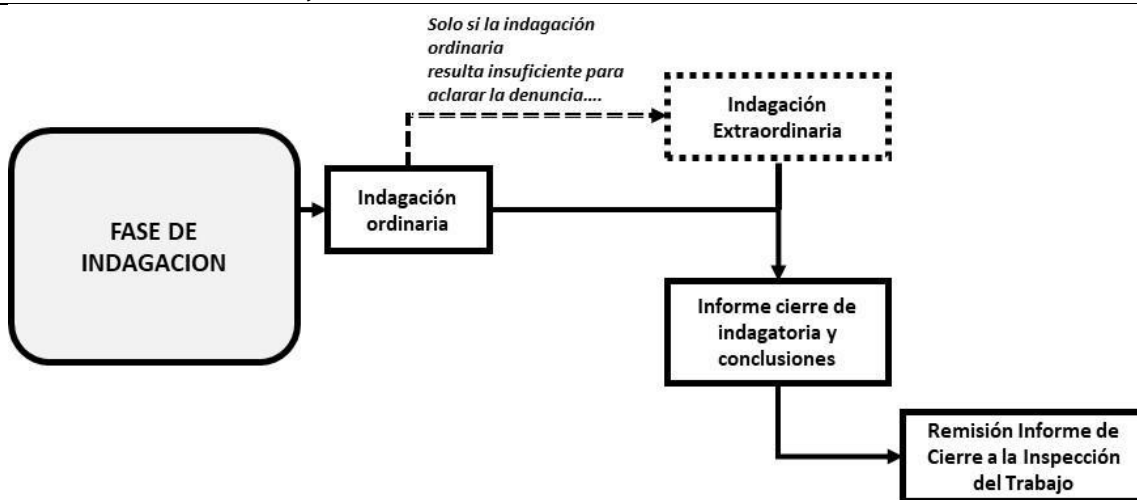 Solo si la indagación
ordinaria
resulta insuficiente para
aclarar la denuncia....
Indagación
Extraordinaria
Indagación
ordinaria
FASE DE
INDAGACION
Informe cierre de
indagatoria y
conclusiones
Remisión Informe de
Cierre a la Inspección
del Trabajo